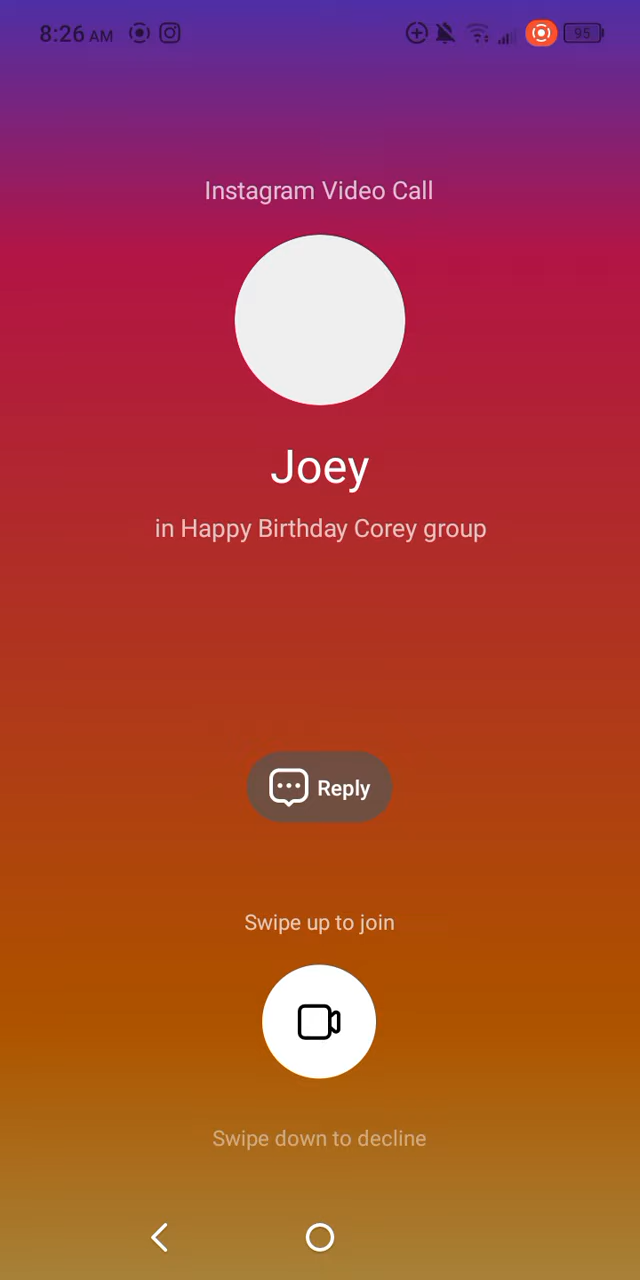 8:26 AM 95
Instagram Video Call
Joey
in Happy Birthday Corey group
Reply
Swipe up to join
Swipe down to decline